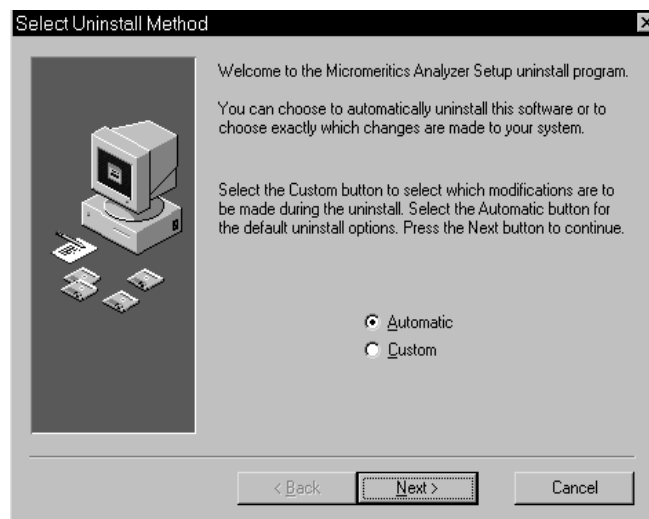 Select Uninstall Method
Welcome to the Micromeritics Analyzer Setup uninstall program.
You can choose to automatically uninstall this software or to
choose exactly which changes are made to your system.
Select the Custom button to select which modifications are to
be made during the uninstall. Select the Automatic button for
the default uninstall options. Press the Next button to continue.
Automatic
Custom
< Back
Next >
Cancel